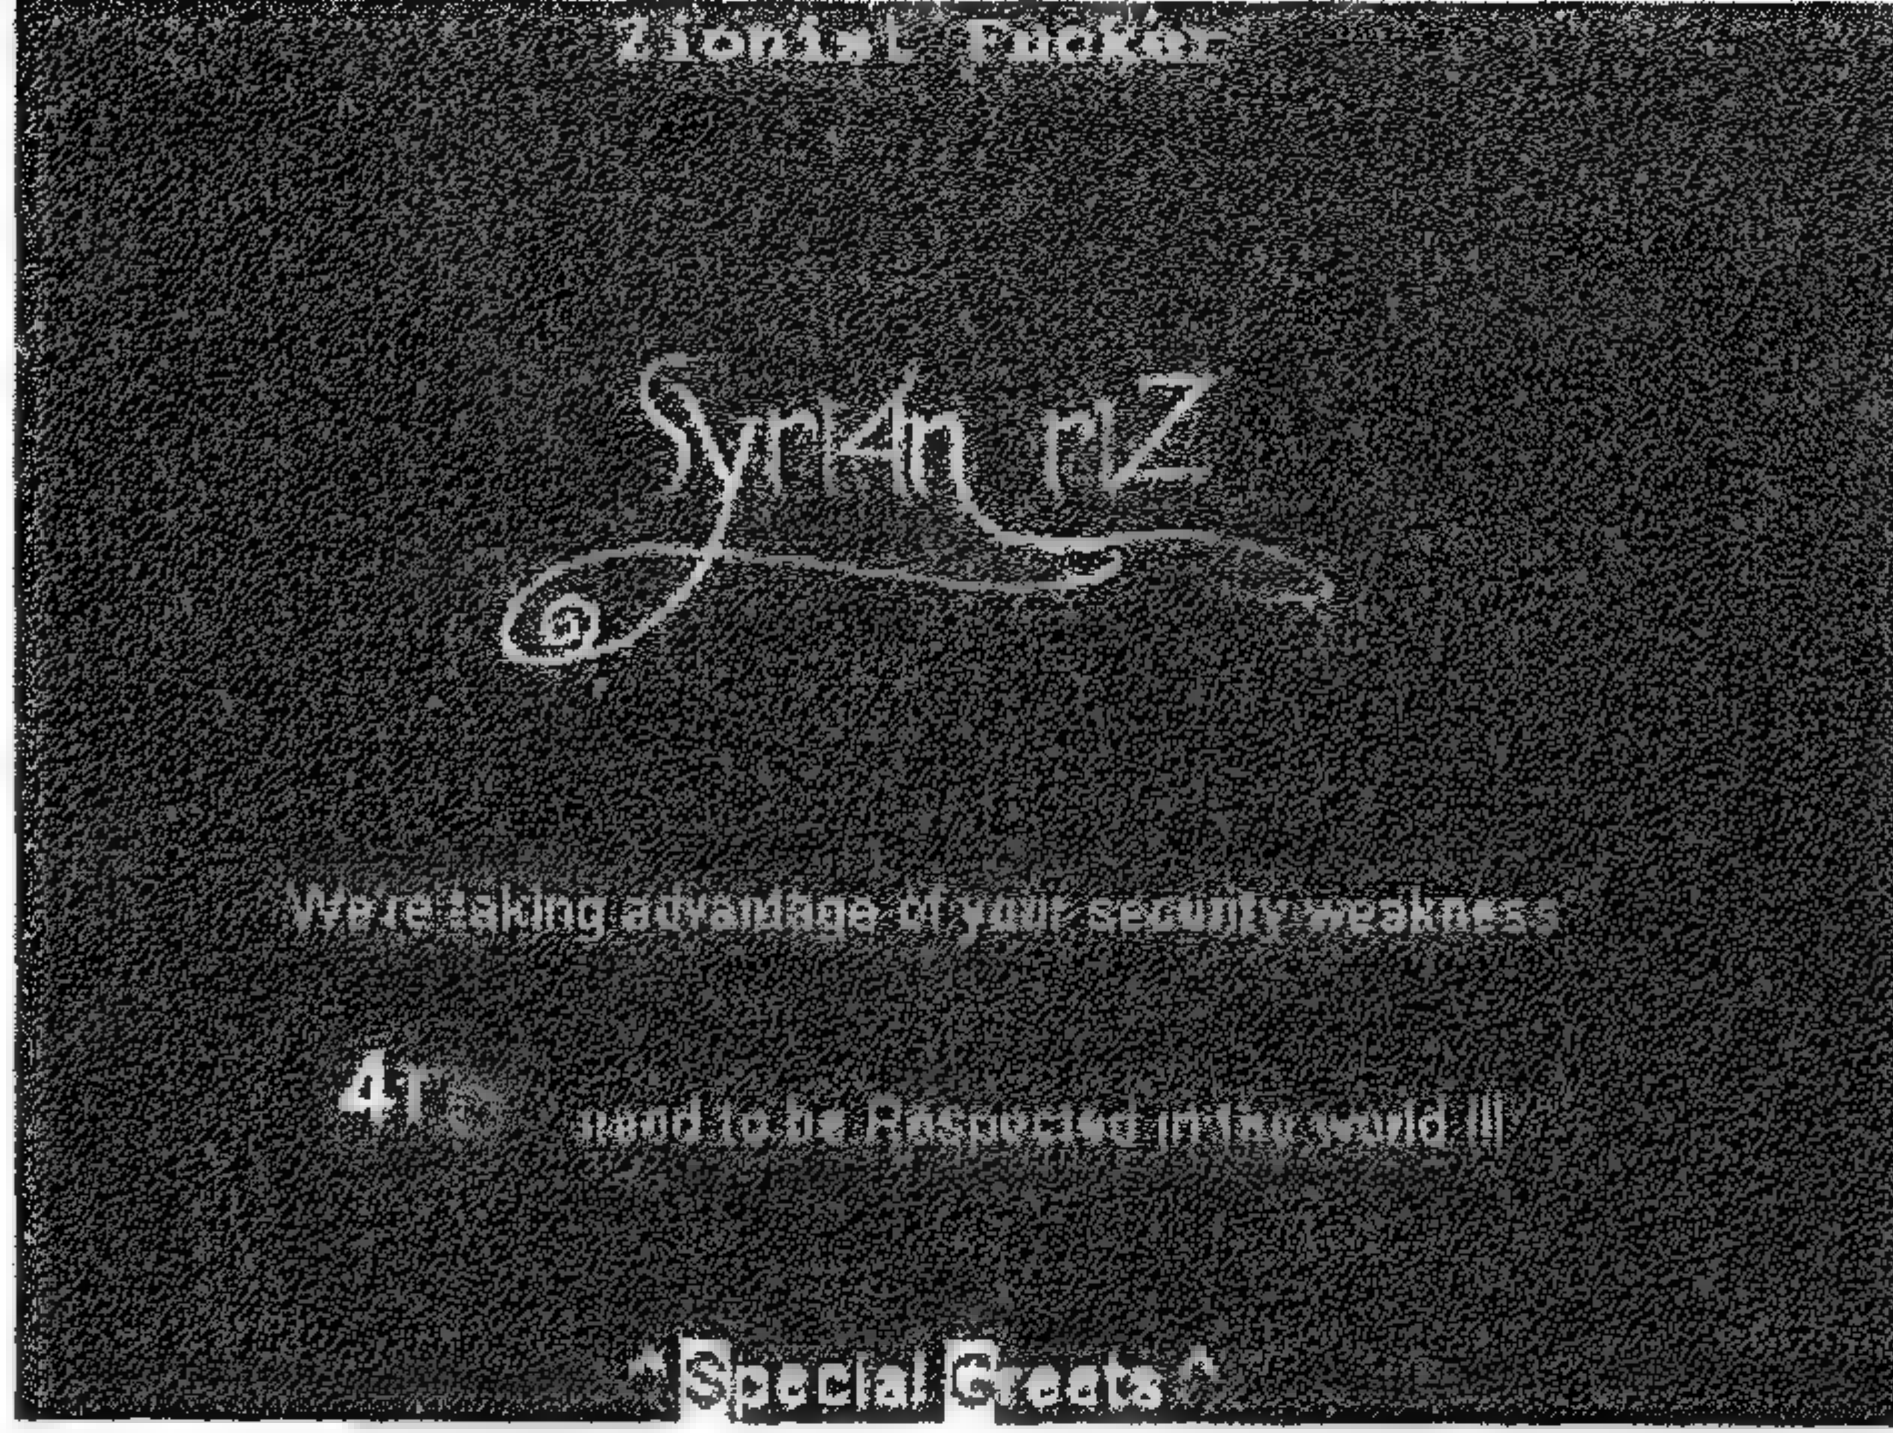 Zionist Fucker
Syri4n rIZ
We're taking advantage of your security weakness
need to be Respected in the world !!!
^ Special Greets ^